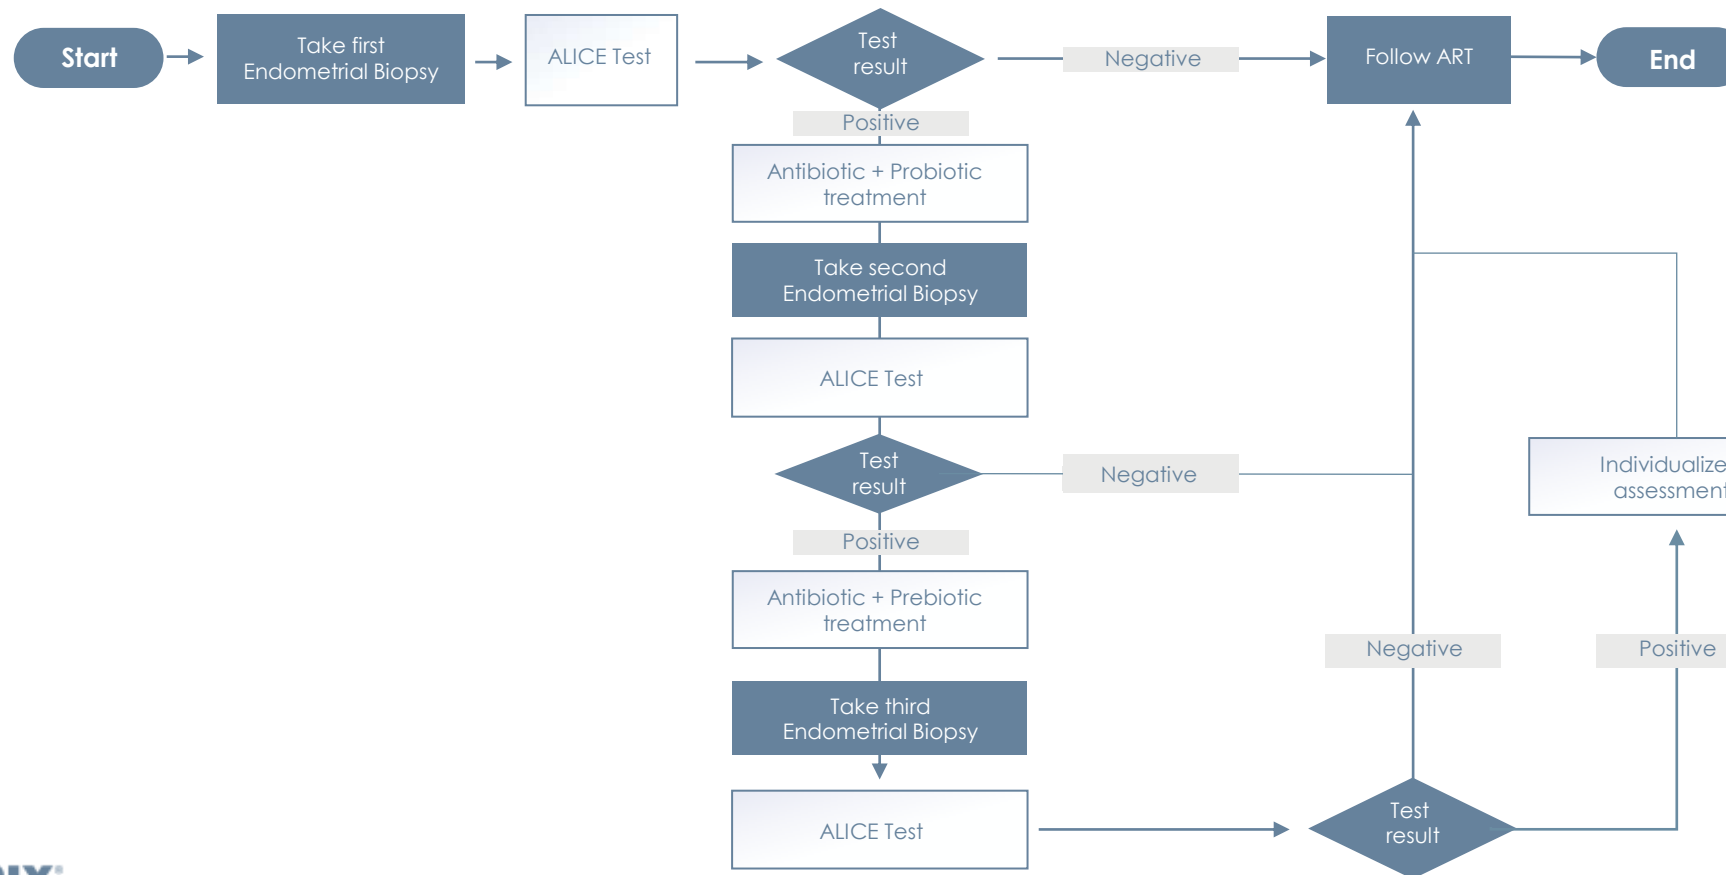 Start
Take first
Endometrial Biopsy
ALICE Test
Test
result
Negative
Follow ART
End
Positive
Antibiotic + Probiotic
treatment
Take second
Endometrial Biopsy
ALICE Test
Test
result
Negative
Individualize
assessment
Positive
Antibiotic + Prebiotic
treatment
Negative
Positive
Take third
Endometrial Biopsy
ALICE Test
Test
result